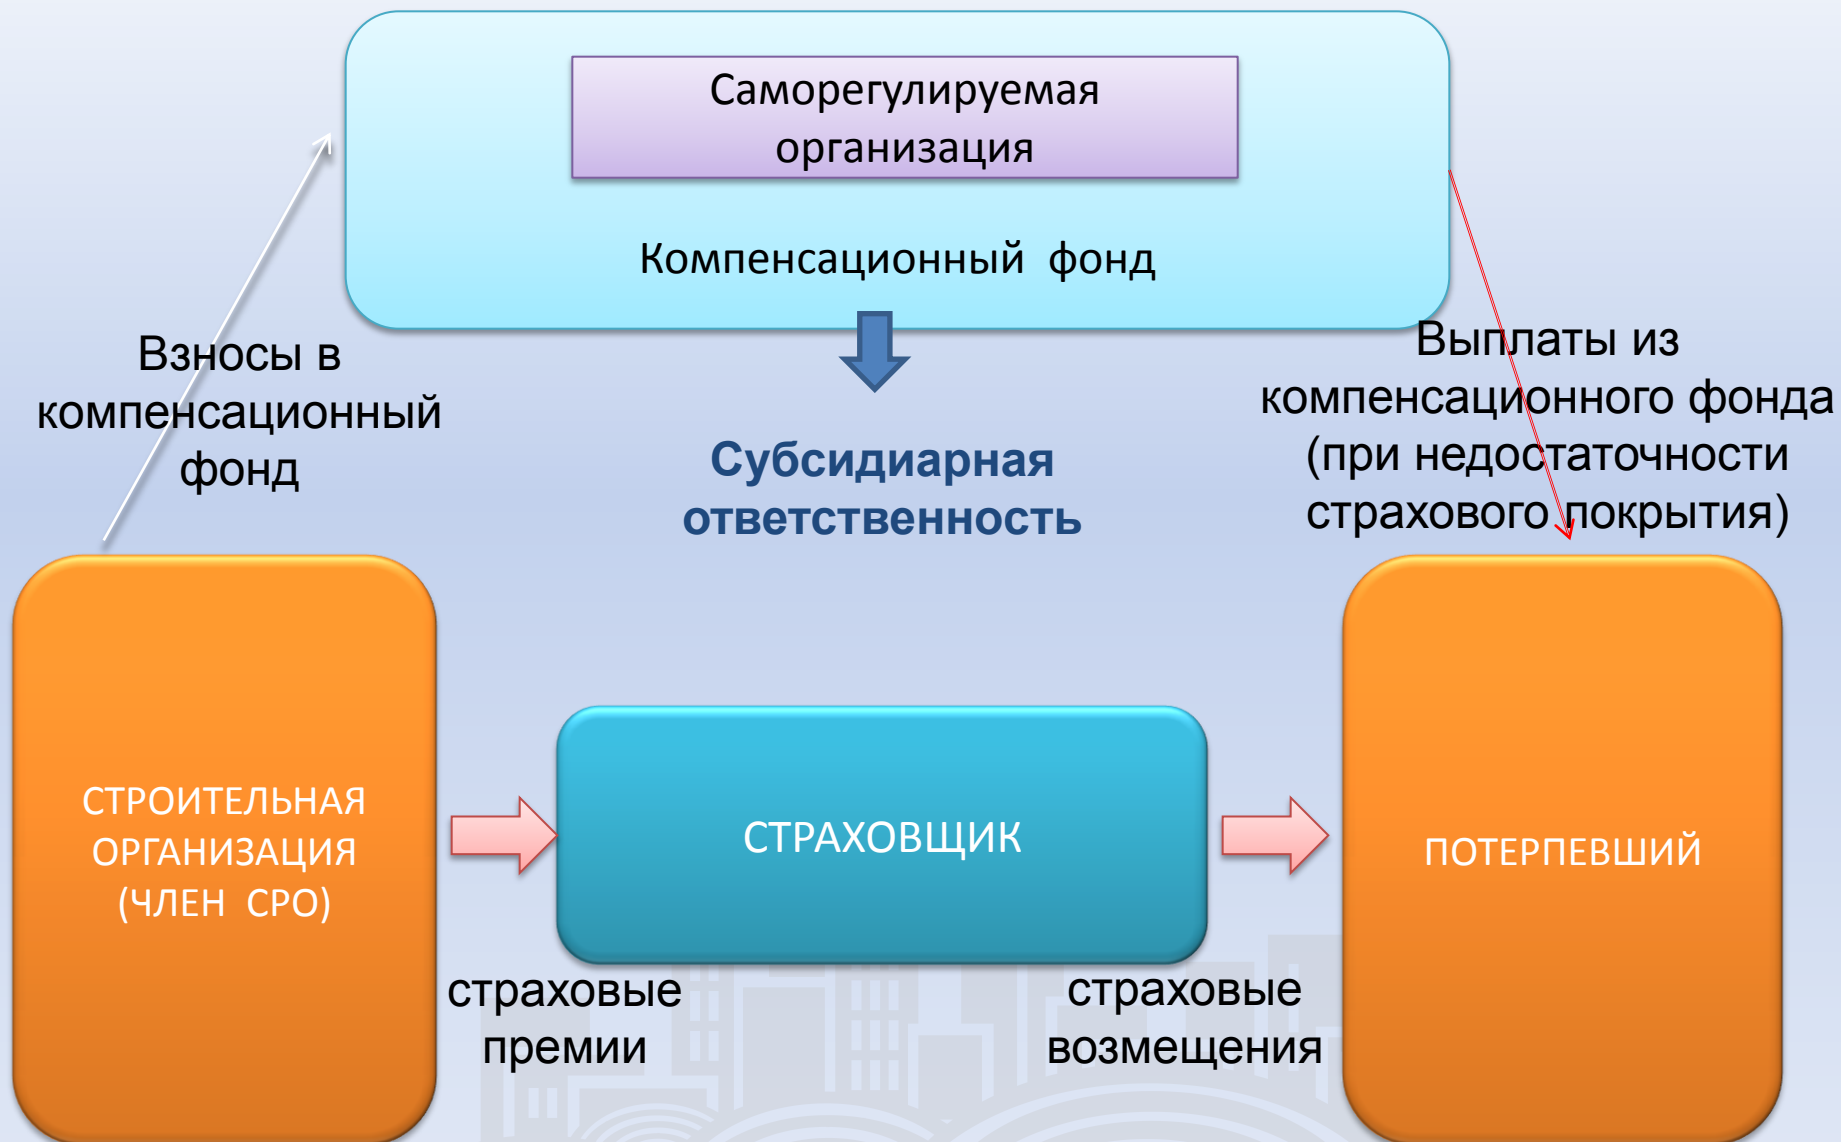 Саморегулируемая
организация
Компенсационный фонд
Взносы в
компенсационный
фонд
Субсидиарная
ответственность
Выплаты из
компенсационного фонда
(при недостаточности
страхового покрытия)
СТРОИТЕЛЬНАЯ
ОРГАНИЗАЦИЯ
(ЧЛЕН СРО)
СТРАХОВЩИК
ПОТЕРПЕВШИЙ
страховые
премии
страховые
возмещения